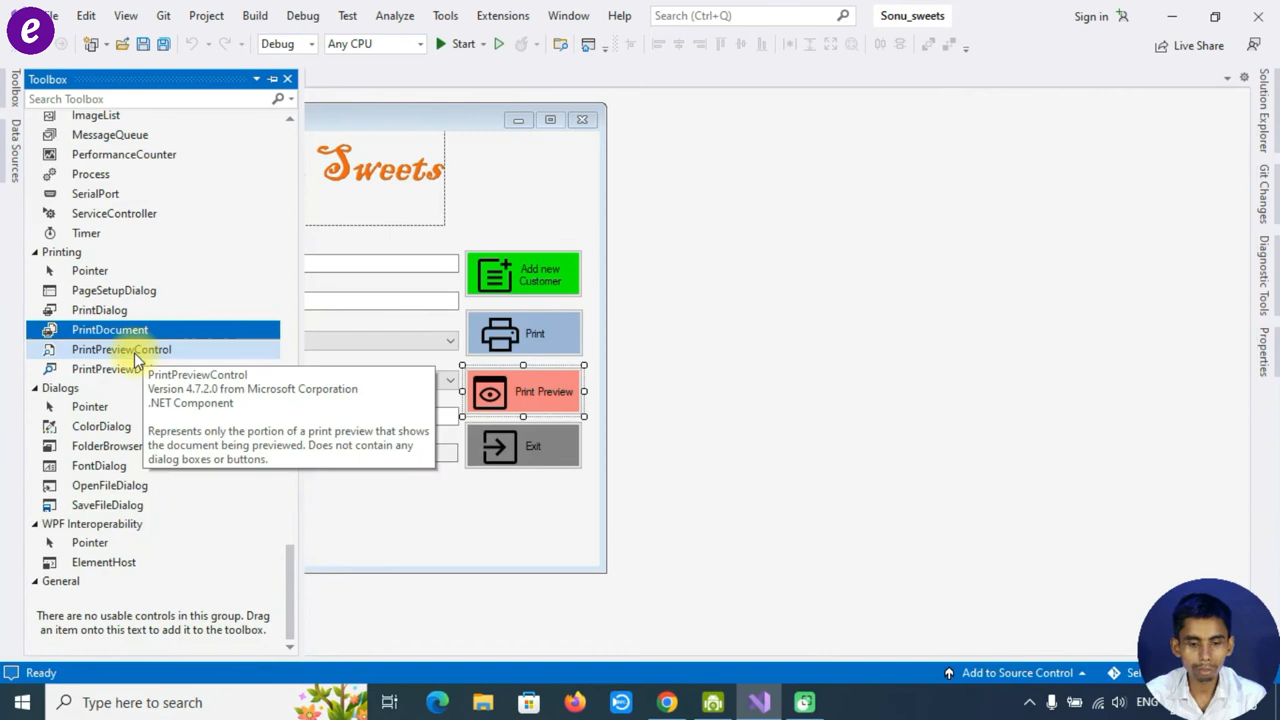 e
Edit View Git Project Build Debug Test Analyze Tools Extensions Window Help Search (Ctrl+Q) Sonu_sweets Sign in
Debug Any CPU Start Live Share
Toolbox
Search Toolbox
Toolbox
Data Sources
ImageList
MessageQueue
PerformanceCounter
Process
SerialPort
ServiceController
Timer
Printing
Pointer
PageSetupDialog
PrintDialog
PrintDocument
PrintPreviewControl
Dialogs
Pointer
ColorDialog
FontDialog
OpenFileDialog
SaveFileDialog
WPF Interoperability
Pointer
ElementHost
General
There are no usable controls in this group. Drag
an item onto this text to add it to the toolbox.
PrintPreviewControl
Version 4.7.2.0 from Microsoft Corporation
.NET Component
Represents only the portion of a print preview that shows
the document being previewed. Does not contain any
dialog boxes or buttons.
Sweets
Add new
Customer
Print
Print Preview
Exit
Solution Explorer
Git Changes
Diagnostic Tools
Properties
Ready
Add to Source Control
Type here to search
ENG